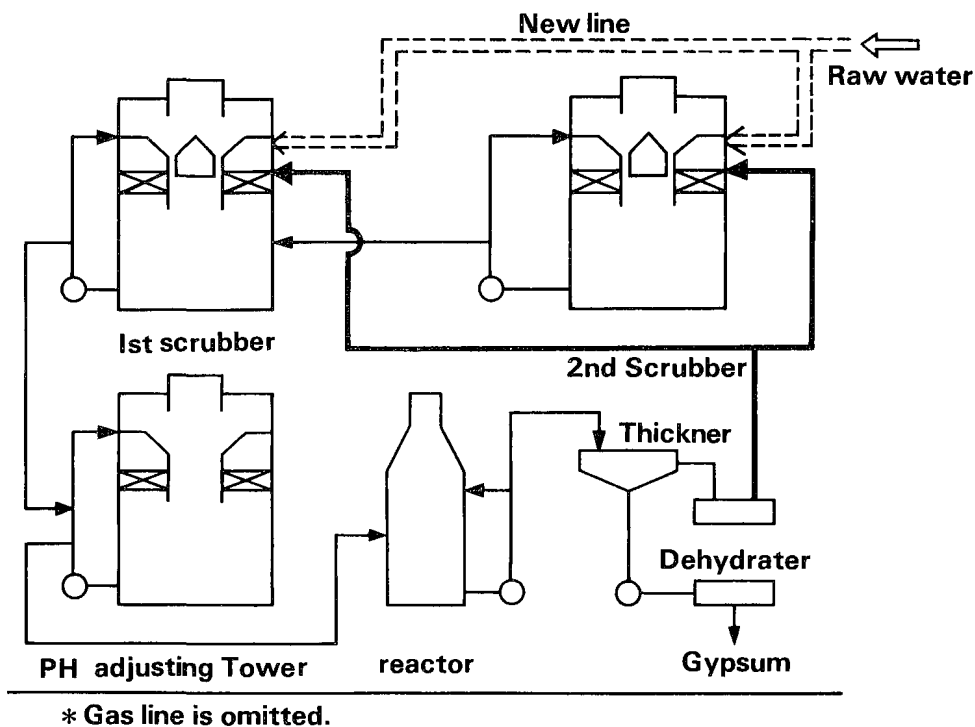 New line
Raw water
Ist scrubber
2nd Scrubber
Thickner
Dehydrater
PH adjusting Tower
reactor
Gypsum
* Gas line is omitted.